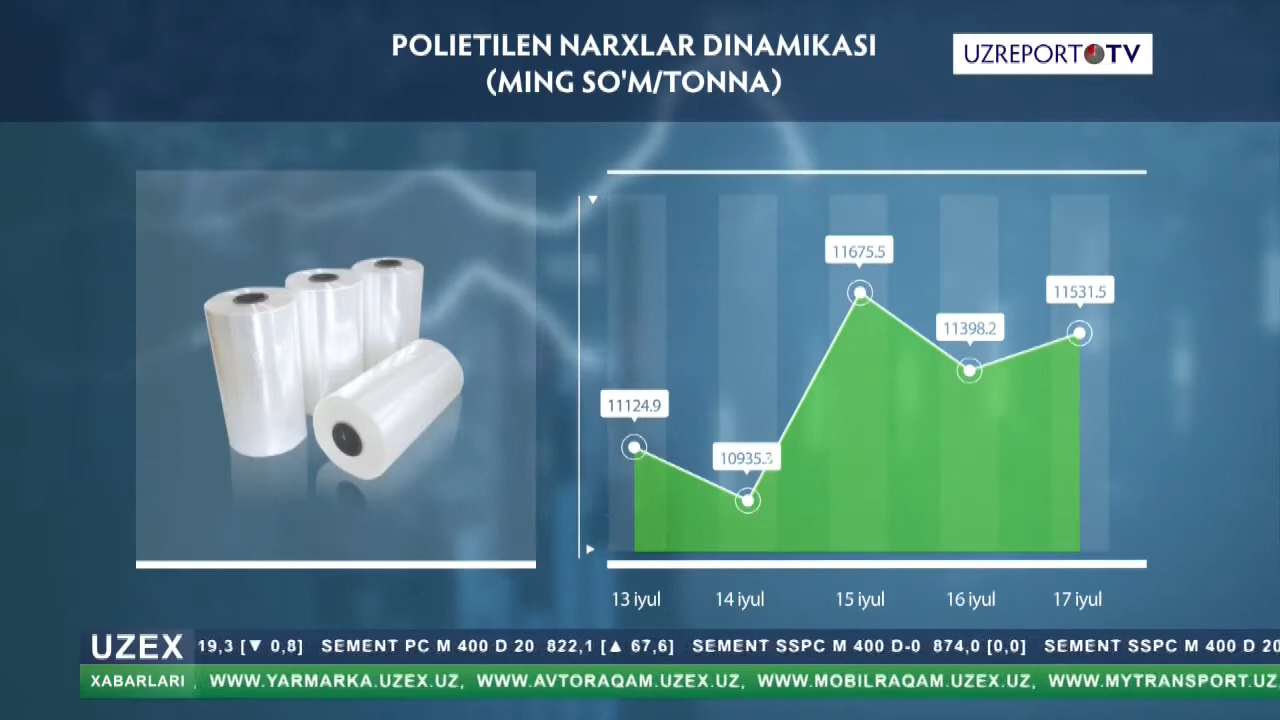 POLIETILEN NARXLAR DINAMIKASI
(MING SO'M/TONNA)
UZREPORT TV
11675.5
11531.5
11398.2
11124.9
10935.3
13 iyul
14 iyul
15 iyul
16 iyul
17 iyul
UZEX 19,3 [▼ 0,8] SEMENT PC M 400 D 20 822,1 [▲ 67,6] SEMENT SSPC M 400 D-0 874,0 [0,0] SEMENT SSPC M 400 D 20
XABARLARI WWW.YARMARKA.UZEX.UZ, WWW.AVTORAQAM.UZEX.UZ, WWW.MOBILRAQAM.UZEX.UZ, WWW.MYTRANSPORT.UZ